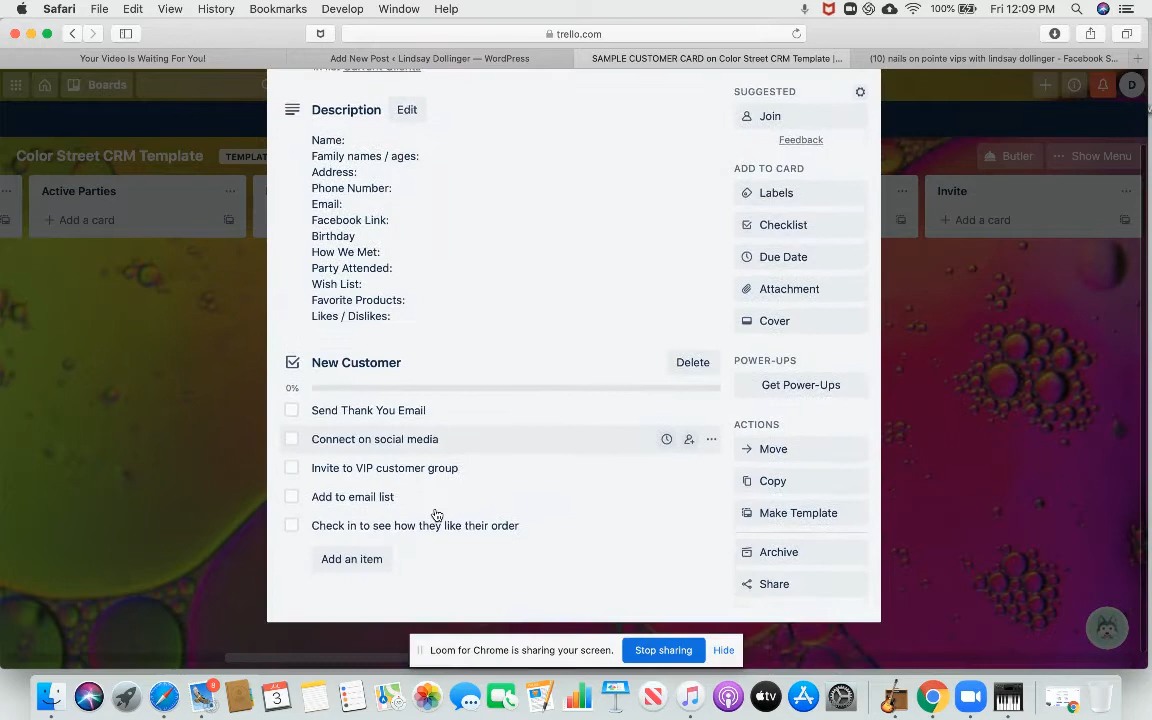 Safari File Edit View History Bookmarks Develop Window Help 100% Fri 12:09 PM
trello.com
Your Video Is Waiting For You! Add New Post ‹ Lindsay Dollinger — WordPress SAMPLE CUSTOMER CARD on Color Street CRM Template |... (10) nails on pointe vips with lindsay dollinger - Facebook S...
Boards D
Color Street CRM Template TEMPL Butler ... Show Menu
Active Parties ... Invite ...
+ Add a card + Add a card
Description Edit
Name:
Family names / ages:
Address:
Phone Number:
Email:
Facebook Link:
Birthday
How We Met:
Party Attended:
Wish List:
Favorite Products:
Likes / Dislikes:
New Customer Delete
0%
Send Thank You Email
Connect on social media
Invite to VIP customer group
Add to email list
Check in to see how they like their order
Add an item
SUGGESTED
Join
Feedback
ADD TO CARD
Labels
Checklist
Due Date
Attachment
Cover
POWER-UPS
Get Power-Ups
ACTIONS
Move
Copy
Make Template
Archive
Share
Loom for Chrome is sharing your screen. Stop sharing Hide
8
3
tv